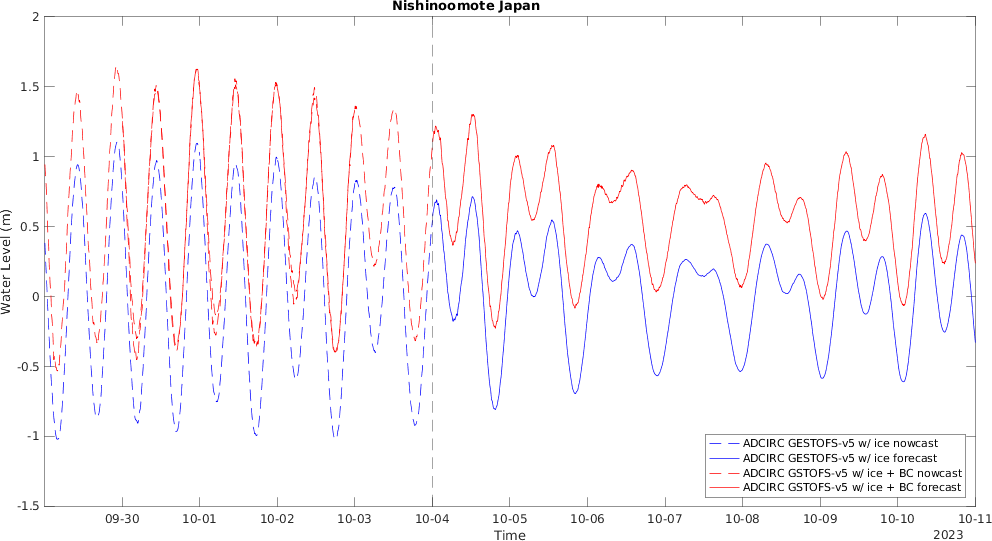 Nishinoomote Japan
2
1.5
1
0.5
0
-0.5
-1
-1.5
Water Level (m)
ADCIRC GESTOFS-v5 w/ ice nowcast
ADCIRC GESTOFS-v5 w/ ice forecast
ADCIRC GSTOFS-v5 w/ ice + BC nowcast
ADCIRC GSTOFS-v5 w/ ice + BC forecast
09-30 10-01 10-02 10-03 10-04 10-05 10-06 10-07 10-08 10-09 10-10 10-11
Time 2023